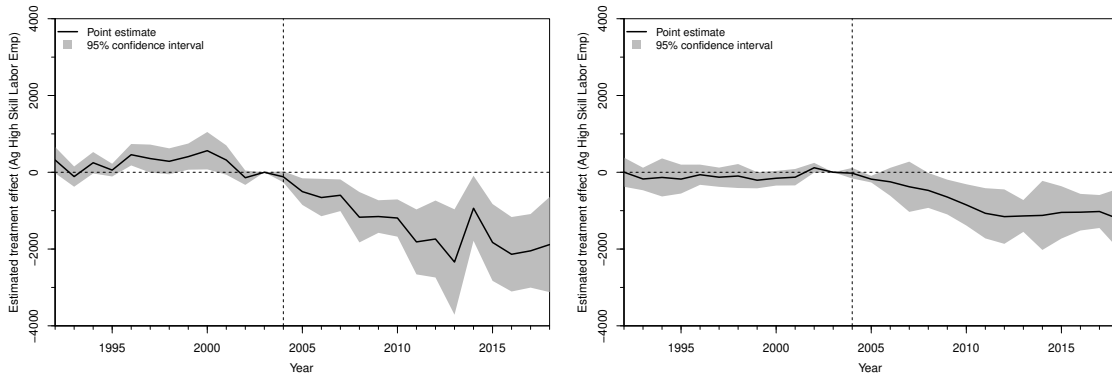 Estimated treatment effect (Ag High Skill Labor Emp)
4000
2000
0
−2000
−4000
Point estimate
95% confidence interval
1995
2000
2005
2010
2015
Year
Estimated treatment effect (Ag High Skill Labor Emp)
4000
2000
0
−2000
−4000
Point estimate
95% confidence interval
1995
2000
2005
2010
2015
Year